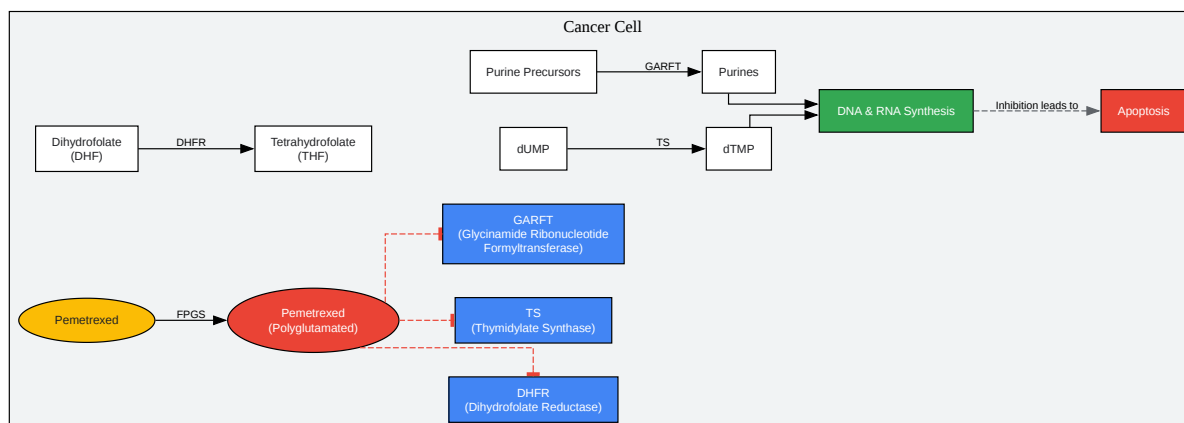 Cancer Cell
Purine Precursors
GARFT
Purines
DNA & RNA Synthesis
Inhibition leads to
Apoptosis
Dihydrofolate
(DHF)
DHFR
Tetrahydrofolate
(THF)
dUMP
TS
dTMP
GARFT
(Glycinamide Ribonucleotide
Formyltransferase)
Pemetrexed
FPGS
Pemetrexed
(Polyglutamated)
TS
(Thymidylate Synthase)
DHFR
(Dihydrofolate Reductase)